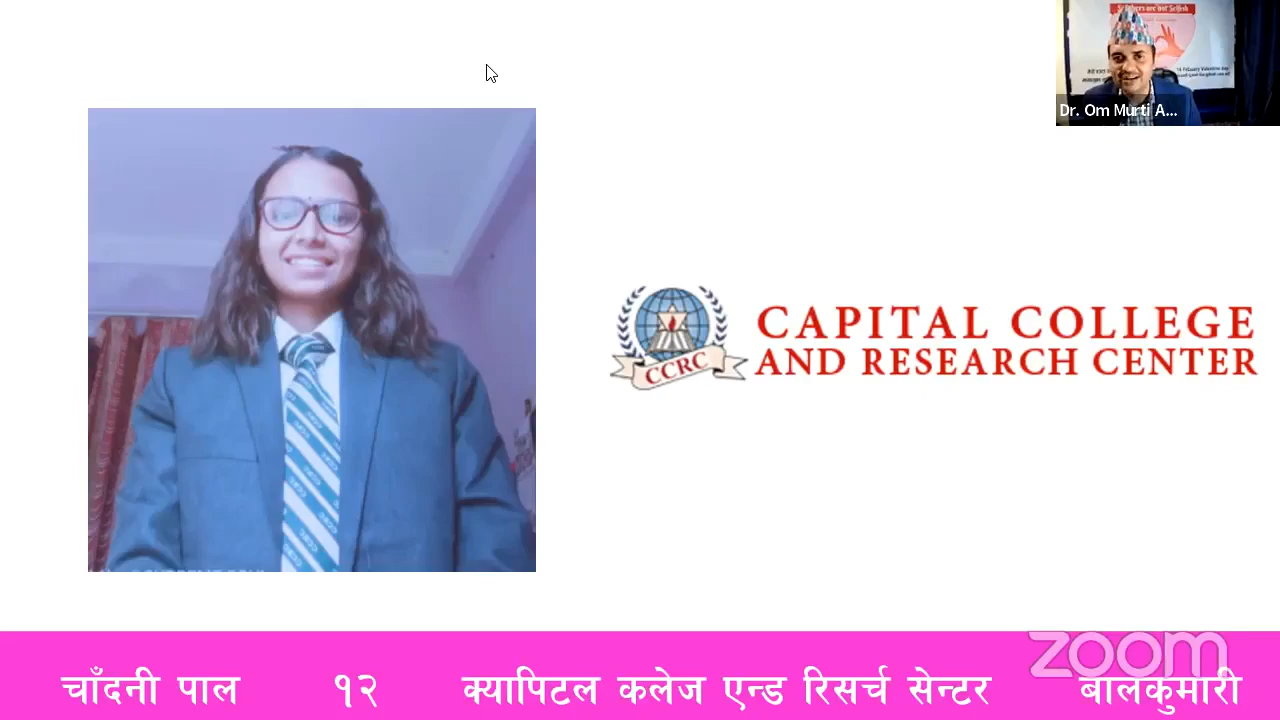 Dr. Om Murti A...
CCRC
CAPITAL COLLEGE
AND RESEARCH CENTER
zoom
चाँदनी पाल १२ क्यापिटल कलेज एन्ड रिसर्च सेन्टर बालकुमारी